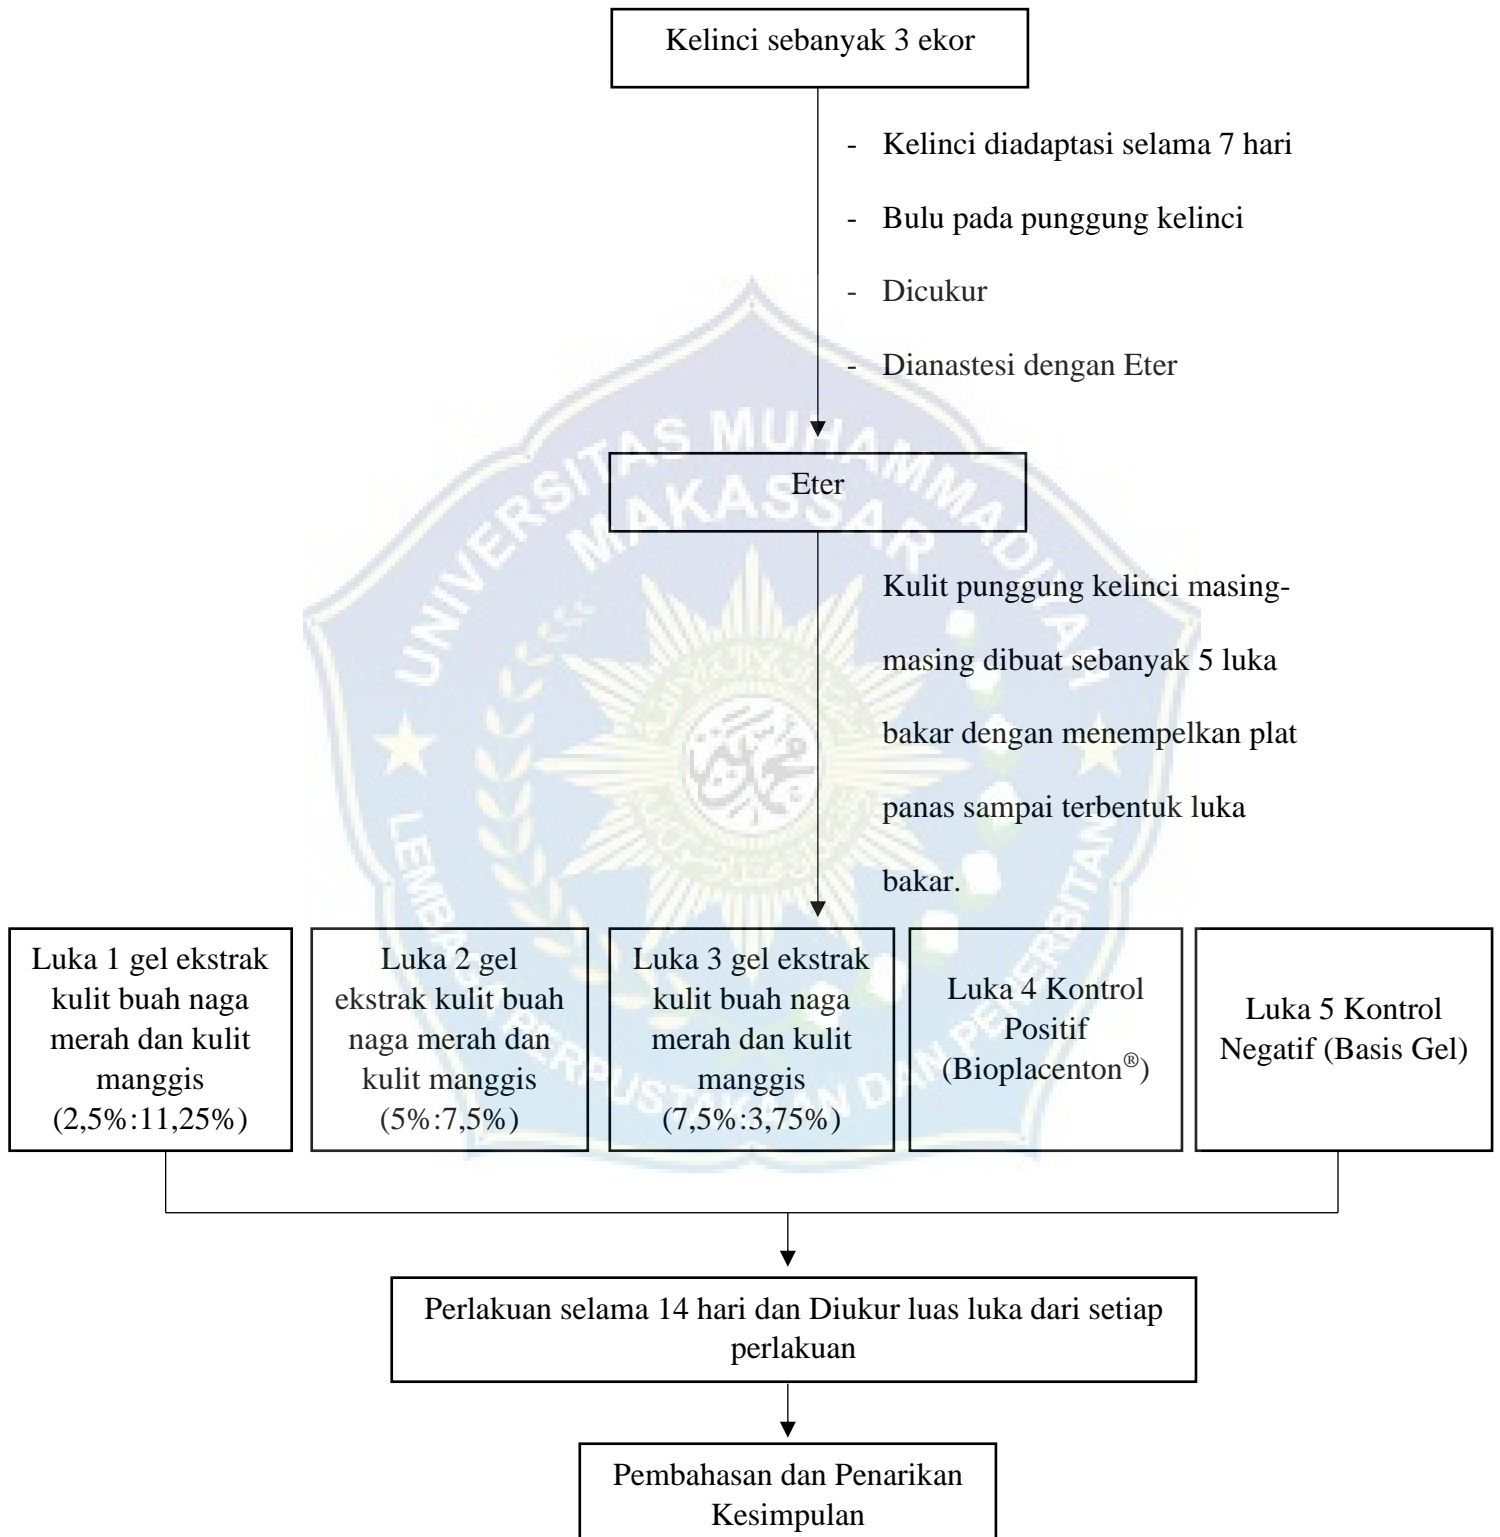 Kelinci sebanyak 3 ekor
- Kelinci diadaptasi selama 7 hari
- Bulu pada punggung kelinci
- Dicukur
- Dianastesi dengan Eter
UNIVERSITAS MUHAMMADIYAH
MAKASSAR
Eter
Kulit punggung kelinci masing-
masing dibuat sebanyak 5 luka
bakar dengan menempelkan plat
panas sampai terbentuk luka
bakar.
LEMBAGA PERPUSTAKAAN DAN PENERBITAN
Luka 1 gel ekstrak
kulit buah naga
merah dan kulit
manggis
(2,5%:11,25%)
Luka 2 gel
ekstrak kulit buah
naga merah dan
kulit manggis
(5%:7,5%)
Luka 3 gel ekstrak
kulit buah naga
merah dan kulit
manggis
(7,5%:3,75%)
Luka 4 Kontrol
Positif
(Bioplacenton®)
Luka 5 Kontrol
Negatif (Basis Gel)
Perlakuan selama 14 hari dan Diukur luas luka dari setiap
perlakuan
Pembahasan dan Penarikan
Kesimpulan